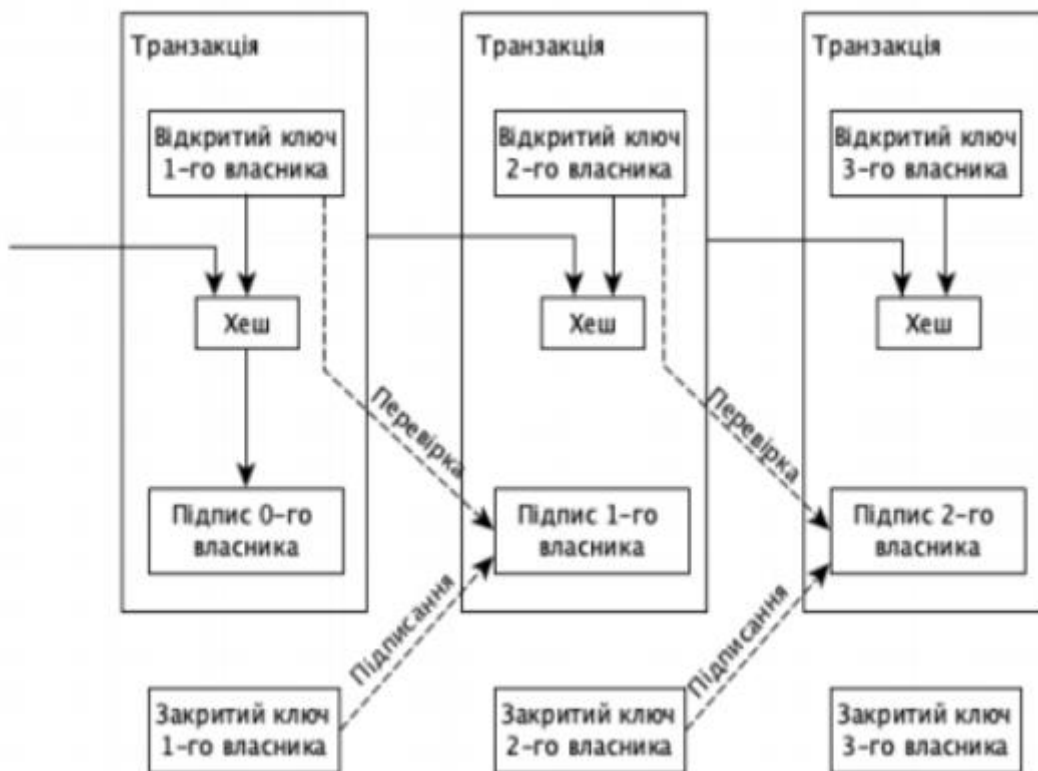 Транзакція
Відкритий ключ
1-го власника
Хеш
Підпис 0-го
власника
Закритий ключ
1-го власника
Перевірка
Підписання
Транзакція
Відкритий ключ
2-го власника
Хеш
Підпис 1-го
власника
Закритий ключ
2-го власника
Перевірка
Підписання
Транзакція
Відкритий ключ
3-го власника
Хеш
Підпис 2-го
власника
Закритий ключ
3-го власника